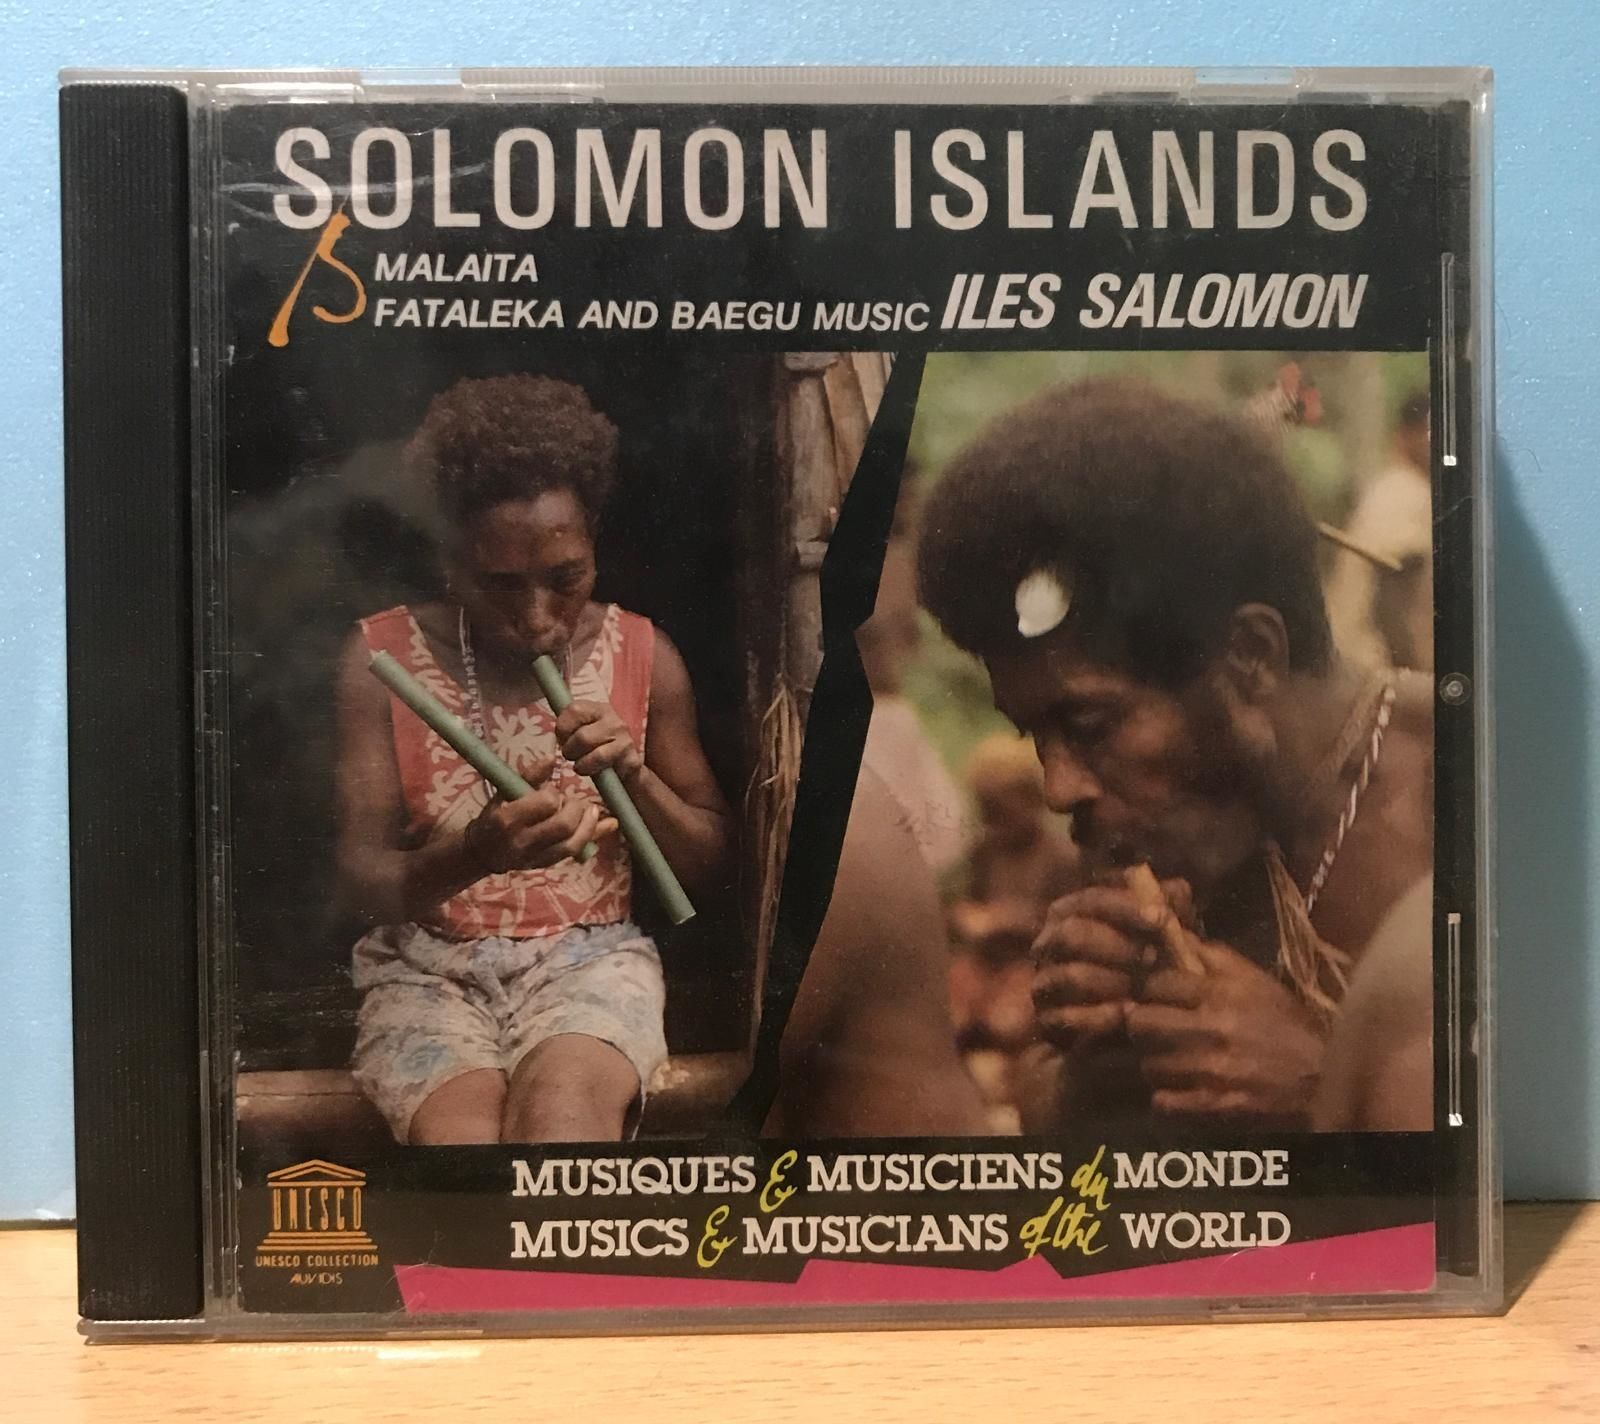 SOLOMON ISLANDS
MALAITA
FATALEKA AND BAEGU MUSIC
ILES SALOMON
MUSIQUES & MUSICIENS du MONDE
MUSICS & MUSICIANS of the WORLD
UNESCO
UNESCO COLLECTION
AUVIDIS